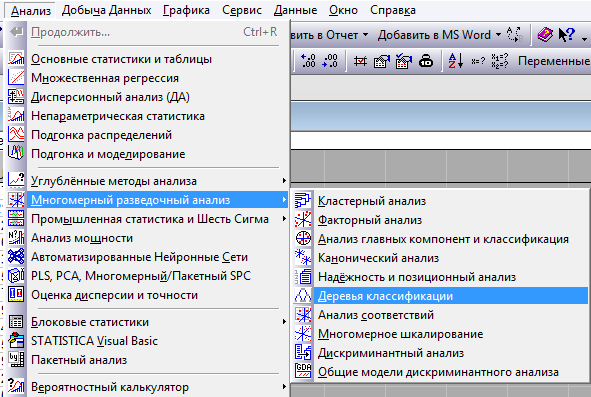 Анализ Добыча Данных Графика Сервис Данные Окно Справка
Продолжить... Ctrl+R
вить в Отчет Добавить в MS Word
Основные статистики и таблицы
Переменные
Множественная регрессия
Дисперсионный анализ (ДА)
Непараметрическая статистика
Подгонка распределений
Подгонка и моделирование
Углублённые методы анализа
Многомерный разведочный анализ
Кластерный анализ
Промышленная статистика и Шесть Сигма
Факторный анализ
Анализ мощности
Анализ главных компонент и классификация
Автоматизированные Нейронные Сети
Канонический анализ
PLS, PCA, Многомерный/Пакетный SPC
Надёжность и позиционный анализ
Оценка дисперсии и точности
Деревья классификации
Блоковые статистики
Анализ соответствий
STATISTICA Visual Basic
Многомерное шкалирование
Пакетный анализ
Дискриминантный анализ
Общие модели дискриминантного анализа
Вероятностный калькулятор